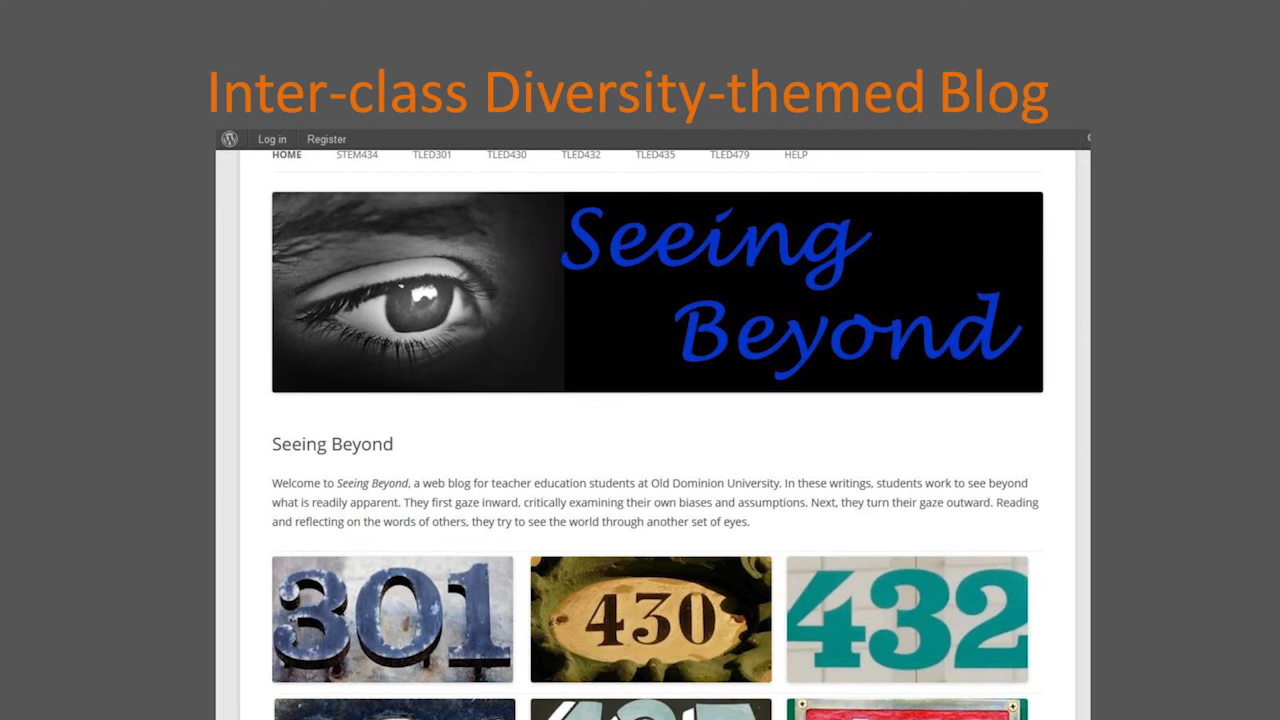 Inter-class Diversity-themed Blog
Log in Register
HOME STEM434 TLED301 TLED430 TLED432 TLED435 TLED479 HELP
Seeing
Beyond
Seeing Beyond
Welcome to Seeing Beyond, a web blog for teacher education students at Old Dominion University. In these writings, students work to see beyond
what is readily apparent. They first gaze inward, critically examining their own biases and assumptions. Next, they turn their gaze outward. Reading
and reflecting on the words of others, they try to see the world through another set of eyes.
301 430 432